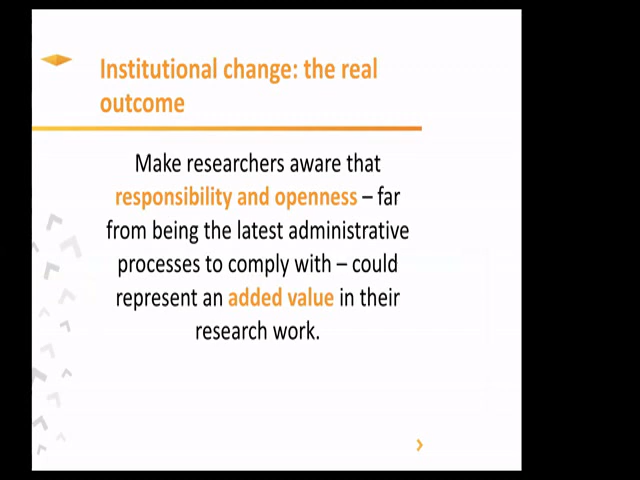 Institutional change: the real
outcome
Make researchers aware that
responsibility and openness – far
from being the latest administrative
processes to comply with – could
represent an added value in their
research work.